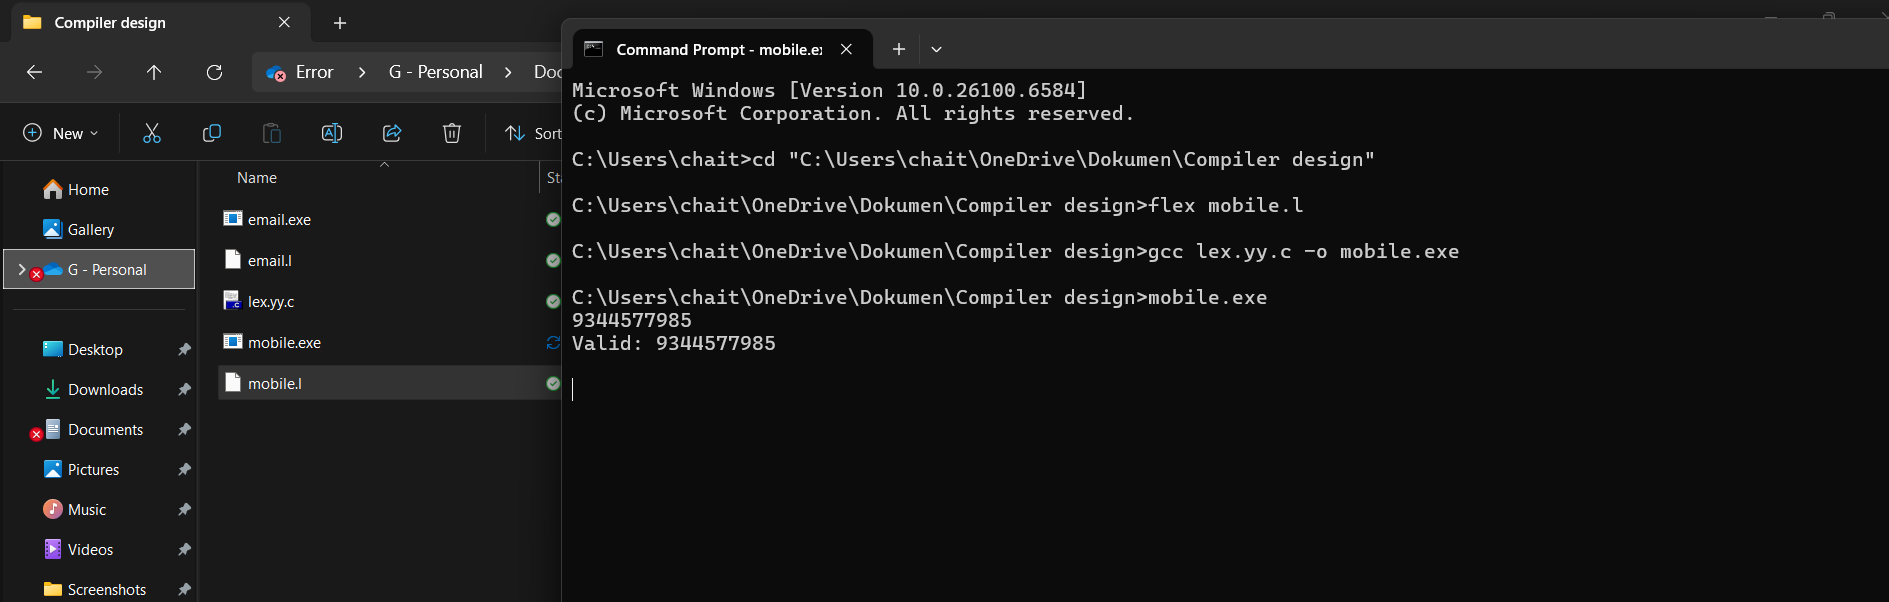 Compiler design
Error > G - Personal >
New
Sort
Home
Gallery
G - Personal
Desktop
Downloads
Documents
Pictures
Music
Videos
Screenshots
Name
email.exe
email.l
lex.yy.c
mobile.exe
mobile.l
Command Prompt - mobile.e
Microsoft Windows [Version 10.0.26100.6584]
(c) Microsoft Corporation. All rights reserved.
C:\Users\chait>cd "C:\Users\chait\OneDrive\Dokumen\Compiler design"
C:\Users\chait\OneDrive\Dokumen\Compiler design>flex mobile.l
C:\Users\chait\OneDrive\Dokumen\Compiler design>gcc lex.yy.c -o mobile.exe
C:\Users\chait\OneDrive\Dokumen\Compiler design>mobile.exe
9344577985
Valid: 9344577985